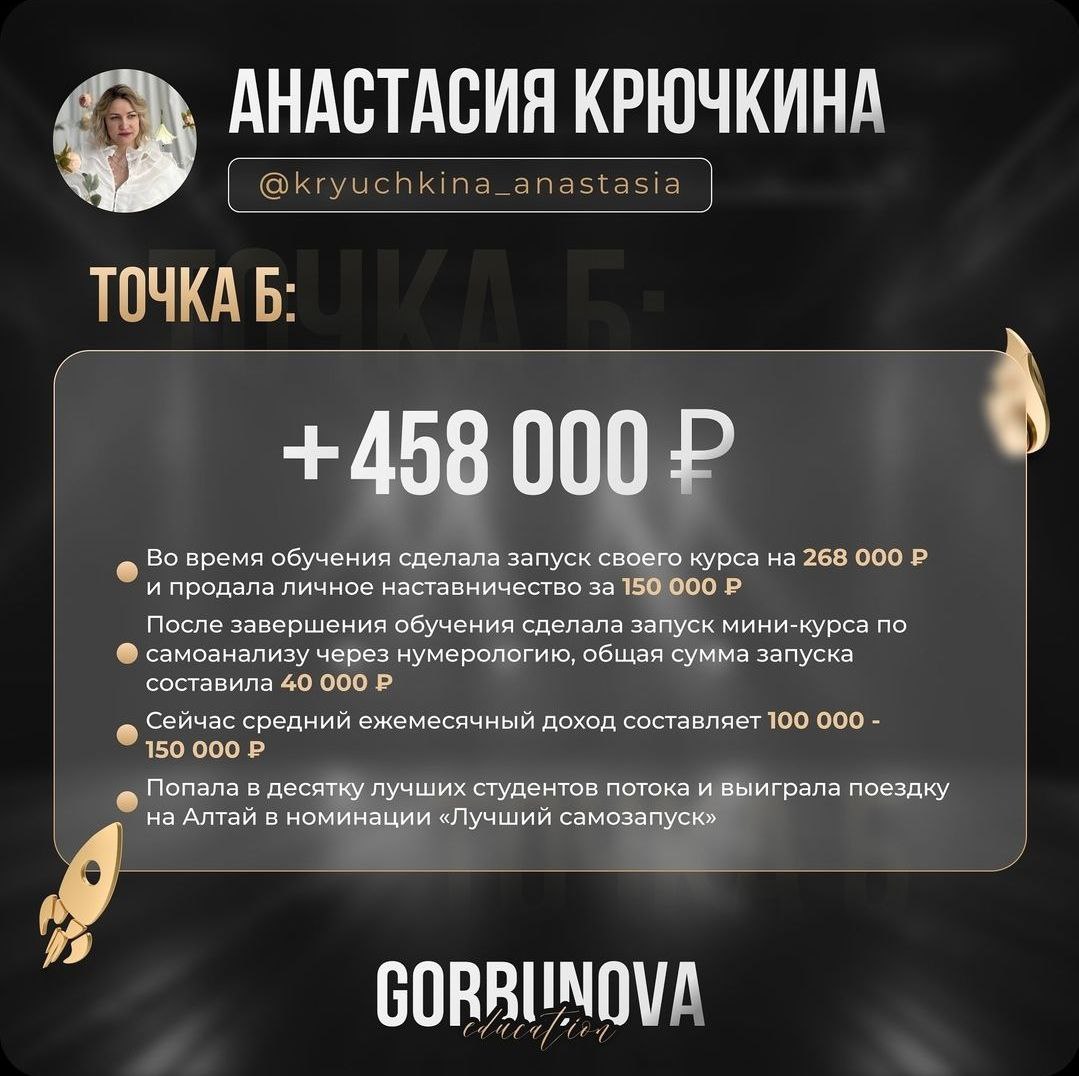 АНАСТАСИЯ КРЮЧКИНА
@kryuchkina_anastasia
ТОЧКА Б:
+458 000 ₽
Во время обучения сделала запуск своего курса на 268 000 ₽
и продала личное наставничество за 150 000 ₽
После завершения обучения сделала запуск мини-курса по
самоанализу через нумерологию, общая сумма запуска
составила 40 000 ₽
Сейчас средний ежемесячный доход составляет 100 000 -
150 000 ₽
Попала в десятку лучших студентов потока и выиграла поездку
на Алтай в номинации «Лучший самозапуск»
GORBUNOVA
education